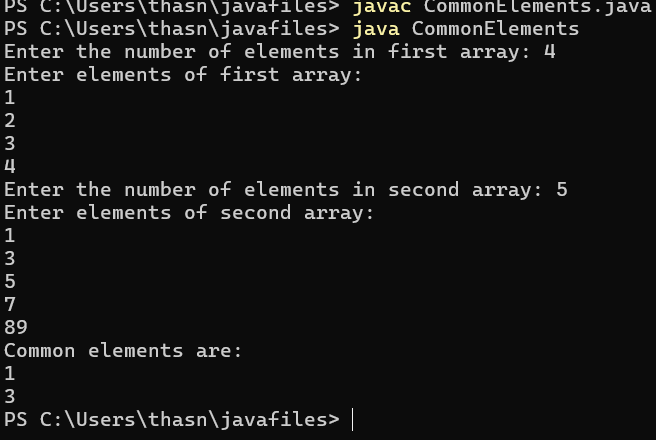 PS C:\Users\thasn\javafiles> javac CommonElements.java
PS C:\Users\thasn\javafiles> java CommonElements
Enter the number of elements in first array: 4
Enter elements of first array:
1
2
3
4
Enter the number of elements in second array: 5
Enter elements of second array:
1
3
5
7
89
Common elements are:
1
3
PS C:\Users\thasn\javafiles>